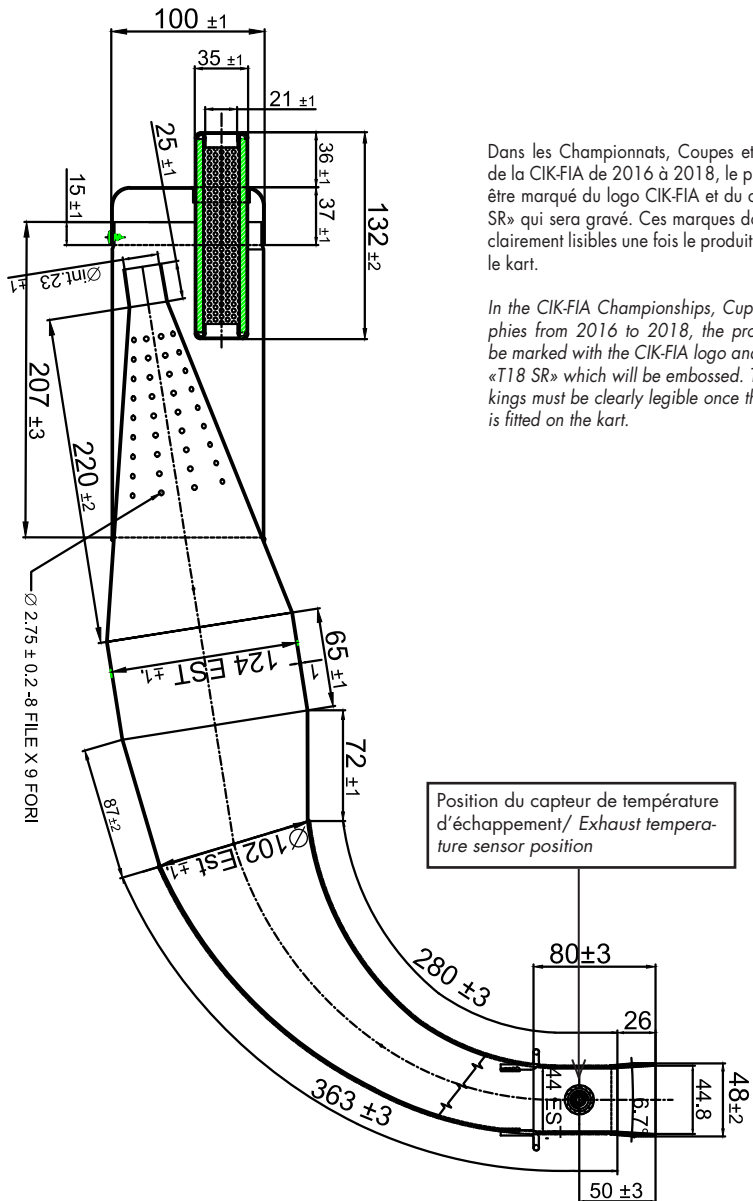 100 ±1
35 ±1
21 ±1
25 ±1
36 ±1
37 ±1
132 ±2
15 ±1
Øint.23 ±1
207 ±3
220 ±2
Ø 2.75 ± 0.2 -8 FILE X 9 FORI
65 ±1
124 EST ±1.
1
72 ±1
87 ±2
Ø102 Est ±1.
280 ±3
363 ±3
80±3
26
44 EST.
6.7°
44.8
48±2
50 ±3
Dans les Championnats, Coupes et
de la CIK-FIA de 2016 à 2018, le p
être marqué du logo CIK-FIA et du c
SR» qui sera gravé. Ces marques do
clairement lisibles une fois le produit
le kart.
In the CIK-FIA Championships, Cup
phies from 2016 to 2018, the pro
be marked with the CIK-FIA logo and
«T18 SR» which will be embossed. T
kings must be clearly legible once th
is fitted on the kart.
Position du capteur de température
d'échappement/ Exhaust tempera-
ture sensor position